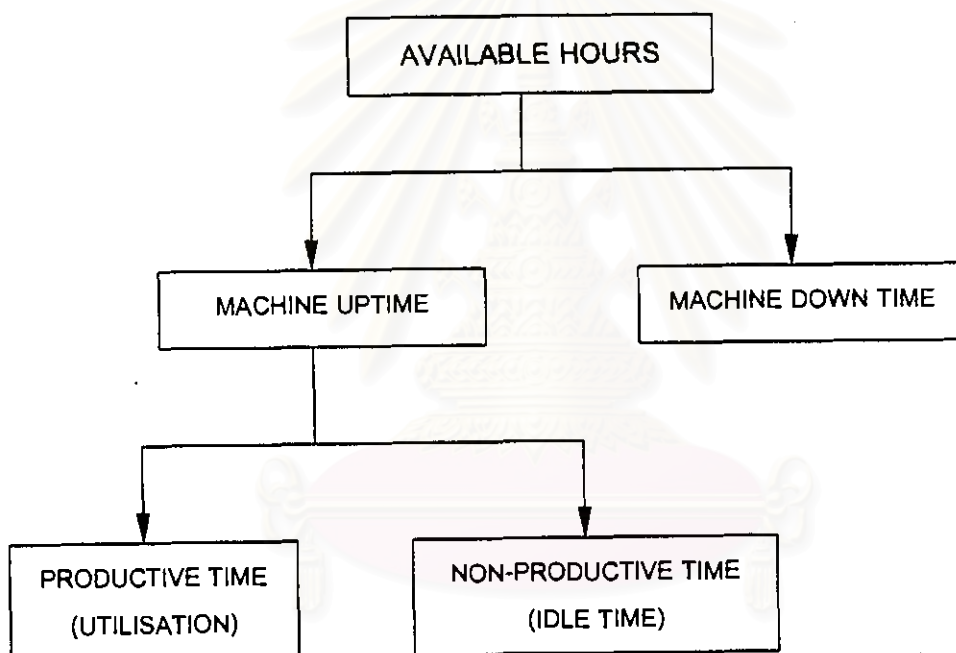 AVAILABLE HOURS
MACHINE UPTIME
MACHINE DOWN TIME
PRODUCTIVE TIME
(UTILISATION)
NON-PRODUCTIVE TIME
(IDLE TIME)